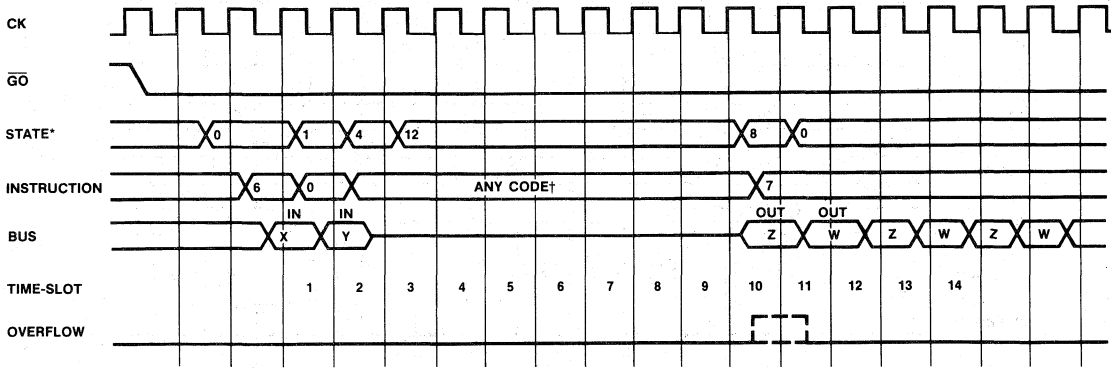 CK
GO
STATE* 0 1 4 12 8 0
INSTRUCTION 6 0 ANY CODE† 7
IN IN OUT OUT
BUS X Y Z W Z W Z W
TIME-SLOT 1 2 3 4 5 6 7 8 9 10 11 12 13 14
OVERFLOW